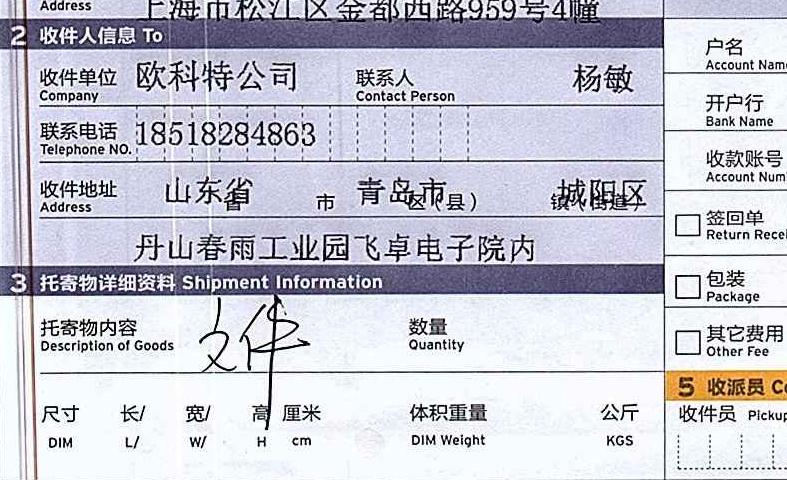 Address 上海市松江区金都西路959号4幢
2 收件人信息 To
收件单位 欧科特公司 联系人 杨敏
Company Contact Person
联系电话 18518284863
Telephone NO.
收件地址 山东省 省 市 青岛市 区(县) 城阳区 镇(街道)
Address
丹山春雨工业园飞卓电子院内
3 托寄物详细资料 Shipment Information
托寄物内容 文件 数量
Description of Goods Quantity
尺寸 长/ 宽/ 高 厘米 体积重量 公斤
DIM L/ W/ H cm DIM Weight KGS
户名
Account Name
开户行
Bank Name
收款账号
Account Num
签回单
Return Recei
包装
Package
其它费用
Other Fee
5 收派员 Co
收件员 Pickup